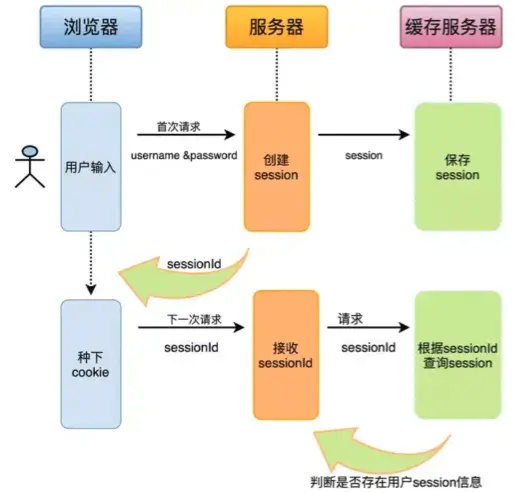 浏览器
服务器
缓存服务器
首次请求
username &password
用户输入
创建
session
session
保存
session
sessionId
下一次请求
sessionId
请求
sessionId
种下
cookie
接收
sessionId
根据sessionId
查询session
判断是否存在用户session信息